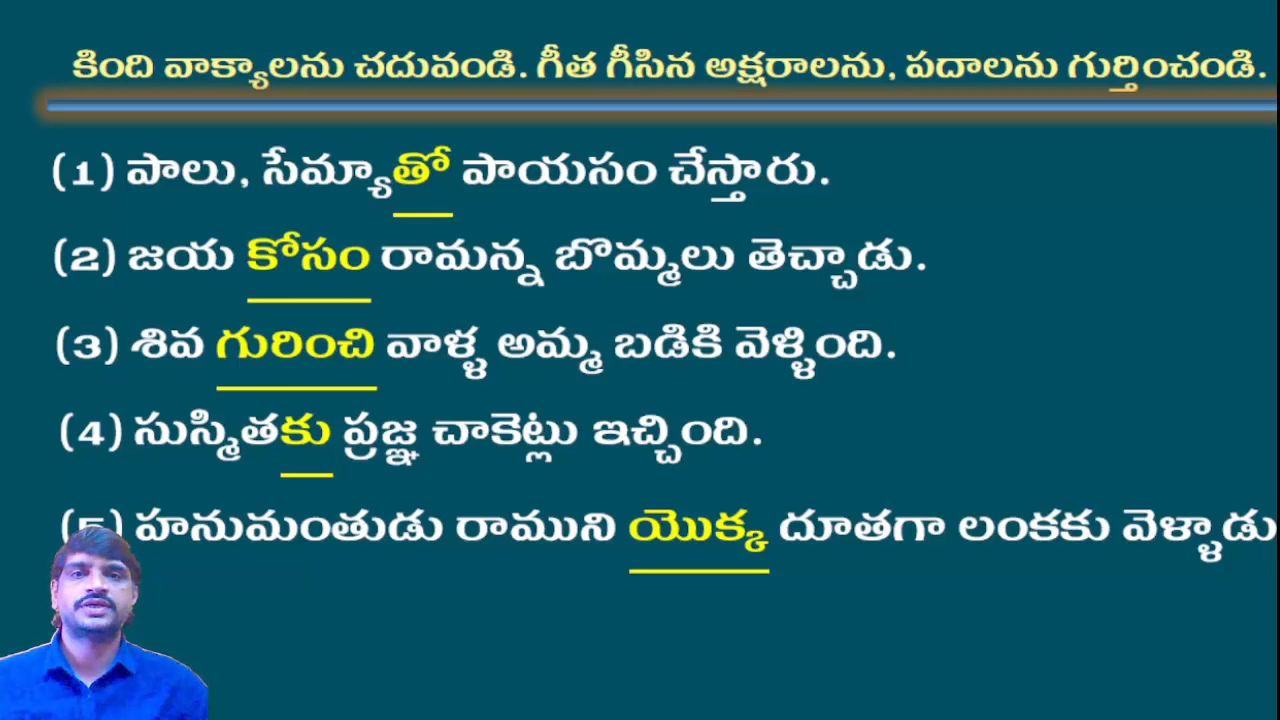 కింది వాక్యాలను చదువండి. గీత గీసిన అక్షరాలను, పదాలను గుర్తించండి.
(1) పాలు, సేమ్యాతో పాయసం చేస్తారు.
(2) జయ కోసం రామన్న బొమ్మలు తెచ్చాడు.
(3) శివ గురించి వాళ్ళ అమ్మ బడికి వెళ్ళింది.
(4) సుస్మితకు ప్రజ్ఞ చాకెట్లు ఇచ్చింది.
(5) హనుమంతుడు రాముని యొక్క దూతగా లంకకు వెళ్ళాడు